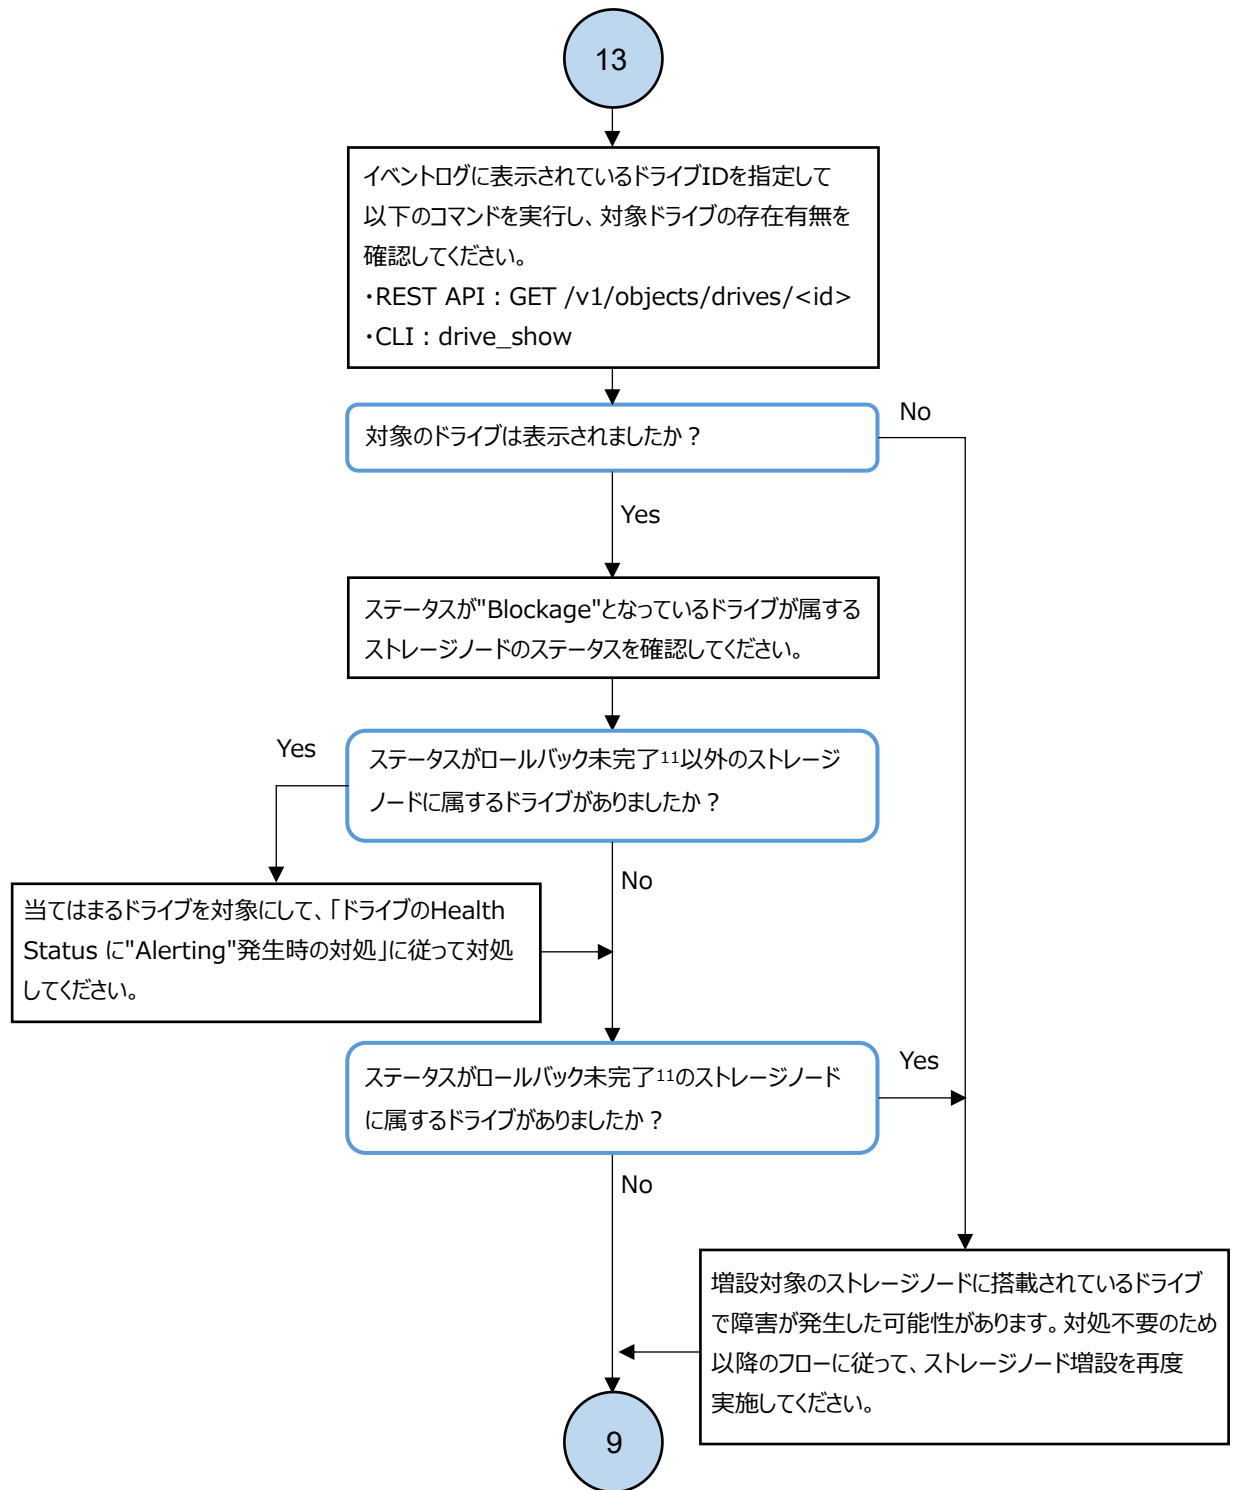 13
イベントログに表示されているドライブIDを指定して
以下のコマンドを実行し、対象ドライブの存在有無を
確認してください。
・REST API：GET /v1/objects/drives/<id>
・CLI：drive_show
No
対象のドライブは表示されましたか？
Yes
ステータスが"Blockage"となっているドライブが属する
ストレージノードのステータスを確認してください。
Yes
ステータスがロールバック未完了11以外のストレージ
ノードに属するドライブがありましたか？
No
当てはまるドライブを対象にして、「ドライブのHealth
Status に"Alerting"発生時の対処」に従って対処
してください。
Yes
ステータスがロールバック未完了11のストレージノード
に属するドライブがありましたか？
No
増設対象のストレージノードに搭載されているドライブ
で障害が発生した可能性があります。対処不要のため
以降のフローに従って、ストレージノード増設を再度
実施してください。
9